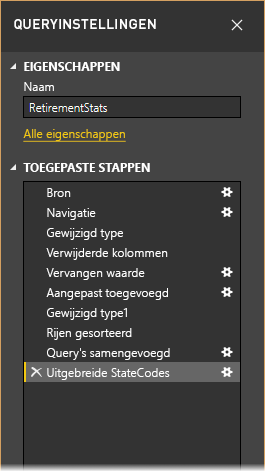 QUERYINSTELLINGEN
EIGENSCHAPPEN
Naam
RetirementStats
Alle eigenschappen
TOEGEPASTE STAPPEN
Bron
Navigatie
Gewijzigd type
Verwijderde kolommen
Vervangen waarde
Aangepast toegevoegd
Gewijzigd type1
Rijen gesorteerd
Query's samengevoegd
Uitgebreide StateCodes